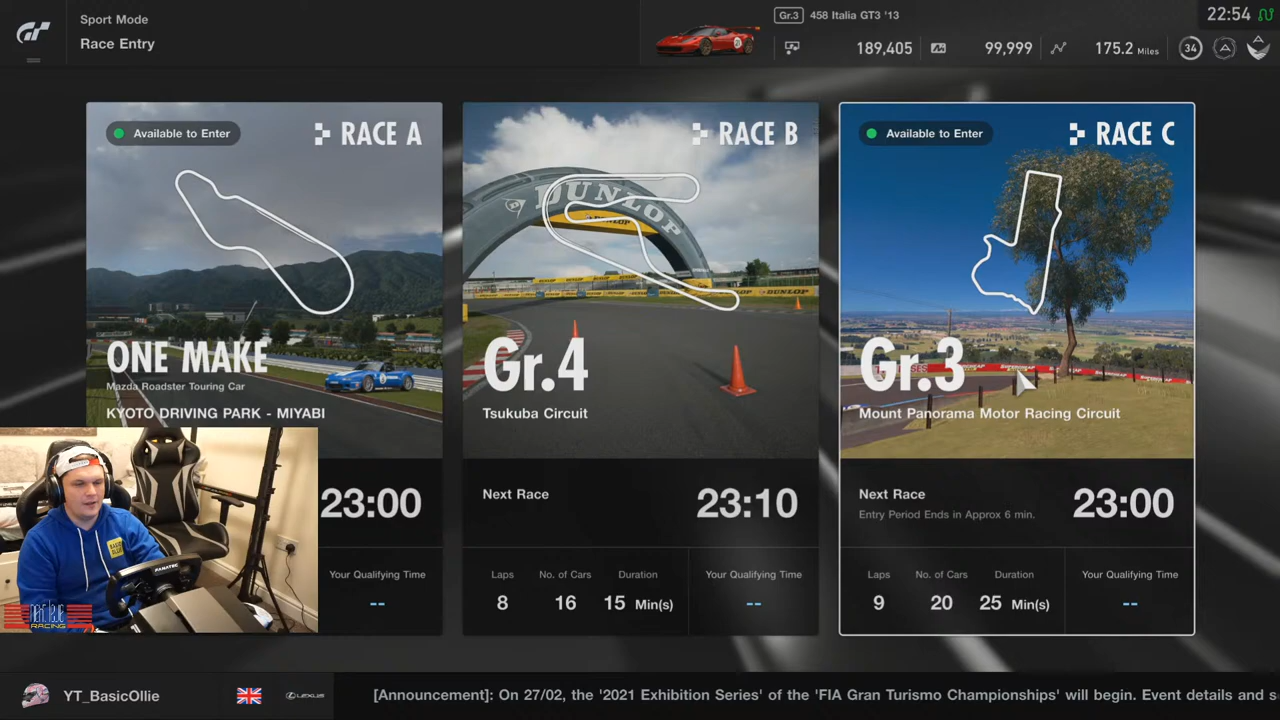 Sport Mode
Race Entry
Gr.3 458 Italia GT3 '13
22:54
189,405 99,999 175.2 Miles 34 A
Available to Enter
RACE A
ONE MAKE
Mazda Roadster Touring Car
KYOTO DRIVING PARK - MIYABI
23:00
Your Qualifying Time
--
RACE B
DUNLOP
Gr.4
Tsukuba Circuit
Next Race
23:10
Laps No. of Cars Duration Your Qualifying Time
8 16 15 Min(s) --
Available to Enter
RACE C
Gr.3
Mount Panorama Motor Racing Circuit
Next Race
Entry Period Ends in Approx 6 min.
23:00
Laps No. of Cars Duration Your Qualifying Time
9 20 25 Min(s) --
FANATEC
NEXT LEVEL
RACING
YT_BasicOllie
LEXUS
[Announcement]: On 27/02, the '2021 Exhibition Series' of the 'FIA Gran Turismo Championships' will begin. Event details and s